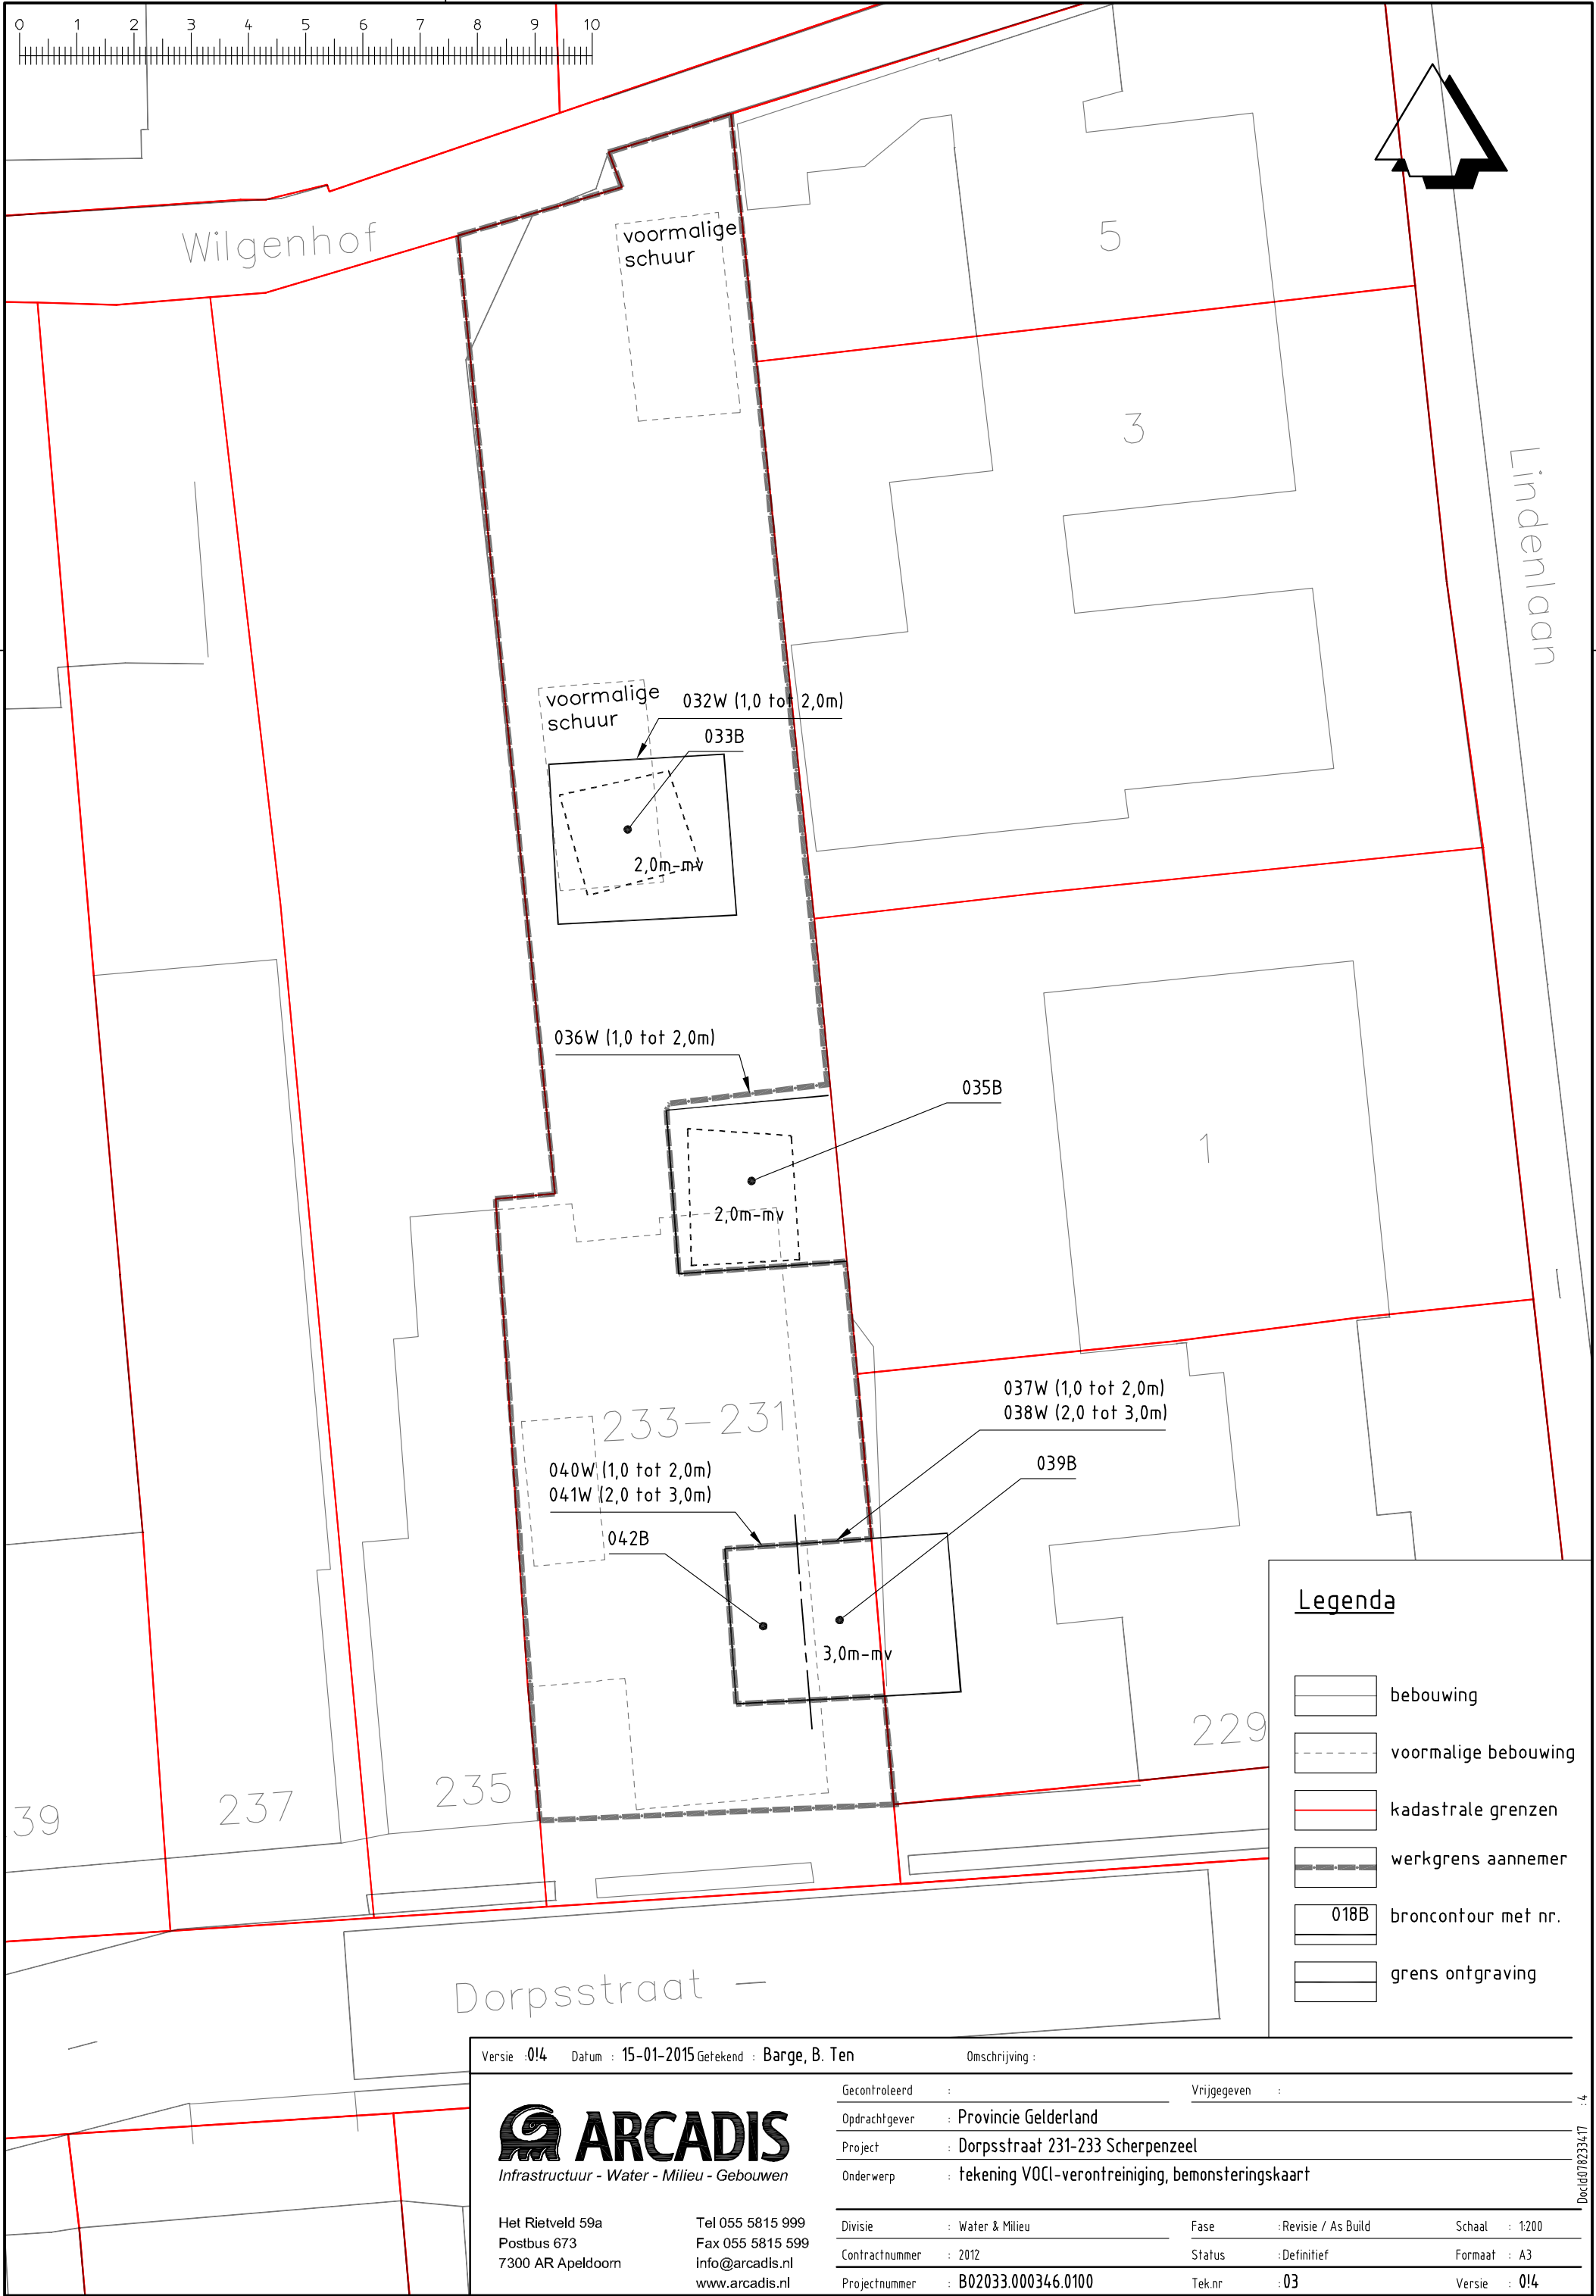 0 1 2 3 4 5 6 7 8 9 10
Wilgenhof
voormalige
schuur
5
3
Lindenlaan
voormalige
schuur
032W (1,0 tot 2,0m)
033B
2,0m-mv
036W (1,0 tot 2,0m)
035B
1
2,0m-mv
037W (1,0 tot 2,0m)
038W (2,0 tot 3,0m)
233-231
039B
040W (1,0 tot 2,0m)
041W (2,0 tot 3,0m)
042B
3,0m-mv
229
235
237
39
Dorpsstraat
Legenda
bebouwing
voormalige bebouwing
kadastrale grenzen
werkgrens aannemer
018B broncontour met nr.
grens ontgraving
Versie : 0!4 Datum : 15-01-2015 Getekend : Barge, B. Ten Omschrijving :
ARCADIS
Infrastructuur - Water - Milieu - Gebouwen
Het Rietveld 59a
Postbus 673
7300 AR Apeldoorn
Tel 055 5815 999
Fax 055 5815 599
info@arcadis.nl
www.arcadis.nl
Gecontroleerd : Vrijgegeven :
Opdrachtgever : Provincie Gelderland
Project : Dorpsstraat 231-233 Scherpenzeel
Onderwerp : tekening VOCl-verontreiniging, bemonsteringskaart
Divisie : Water & Milieu Fase : Revisie / As Build Schaal : 1:200
Contractnummer : 2012 Status : Definitief Formaat : A3
Projectnummer : B02033.000346.0100 Tek.nr : 03 Versie : 0!4
DocId078233417 : 4